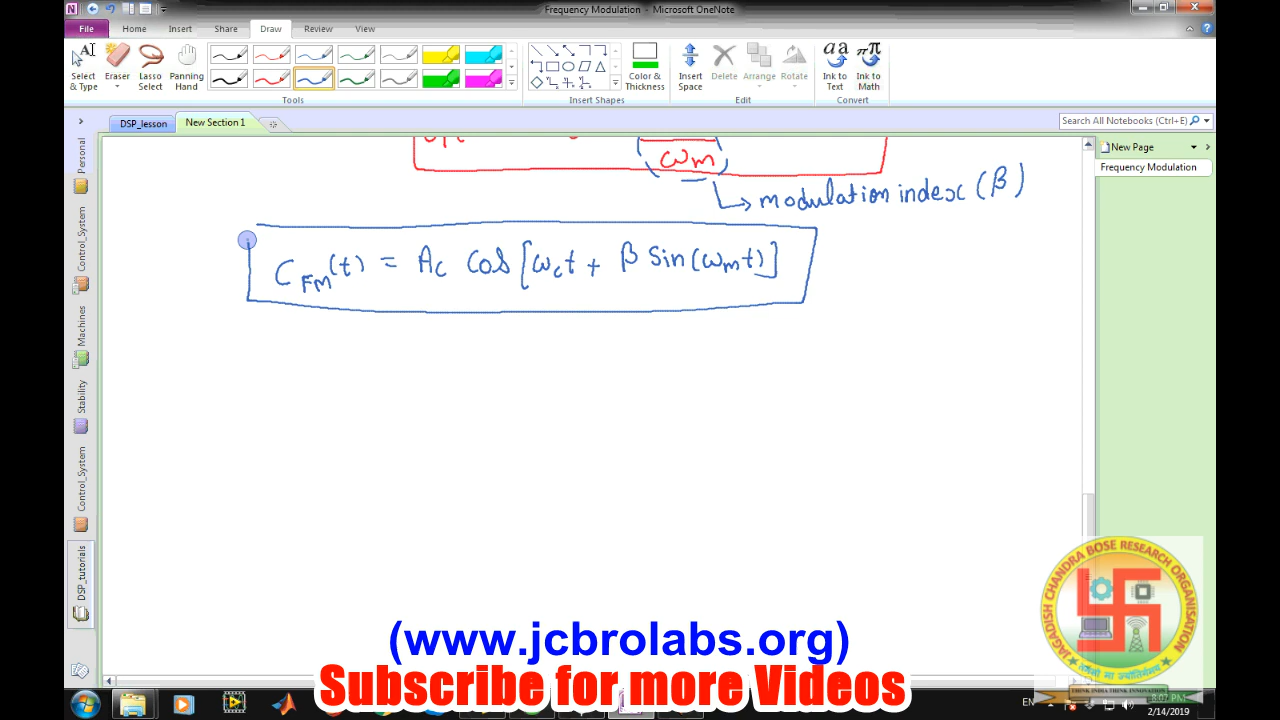 Frequency Modulation - Microsoft OneNote
File Home Insert Share Draw Review View
Select & Type
Eraser
Lasso Select
Panning Hand
Color & Thickness
Insert Space
Delete
Arrange
Rotate
Ink to Text
Ink to Math
Tools
Insert Shapes
Edit
Convert
DSP_lesson
New Section 1
Search All Notebooks (Ctrl+E)
New Page
Frequency Modulation
Personal
Control_System
Machines
Stability
Control_System
DSP_tutorials
ωm
modulation index (β)
C_FM(t) = Ac Cos[ωct + β Sin(ωmt)]
JAGADISH CHANDRA BOSE RESEARCH ORGANISATION
THINK INDIA THINK INNOVATION
(www.jcbrolabs.org)
Subscribe for more Videos
EN
8:07 PM
2/14/2019